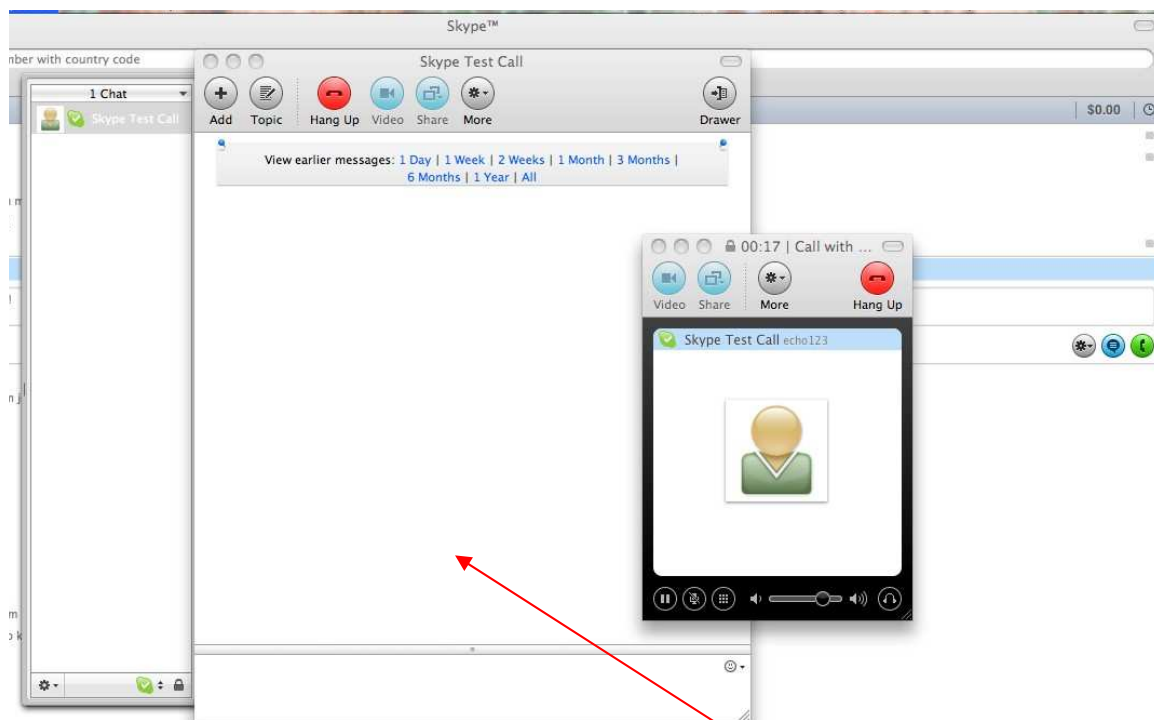 Skype™
mber with country code
1 Chat
Skype Test Call
Skype Test Call
Add Topic Hang Up Video Share More Drawer
$0.00
View earlier messages: 1 Day | 1 Week | 2 Weeks | 1 Month | 3 Months |
6 Months | 1 Year | All
00:17 | Call with ...
Video Share More Hang Up
Skype Test Call echo123